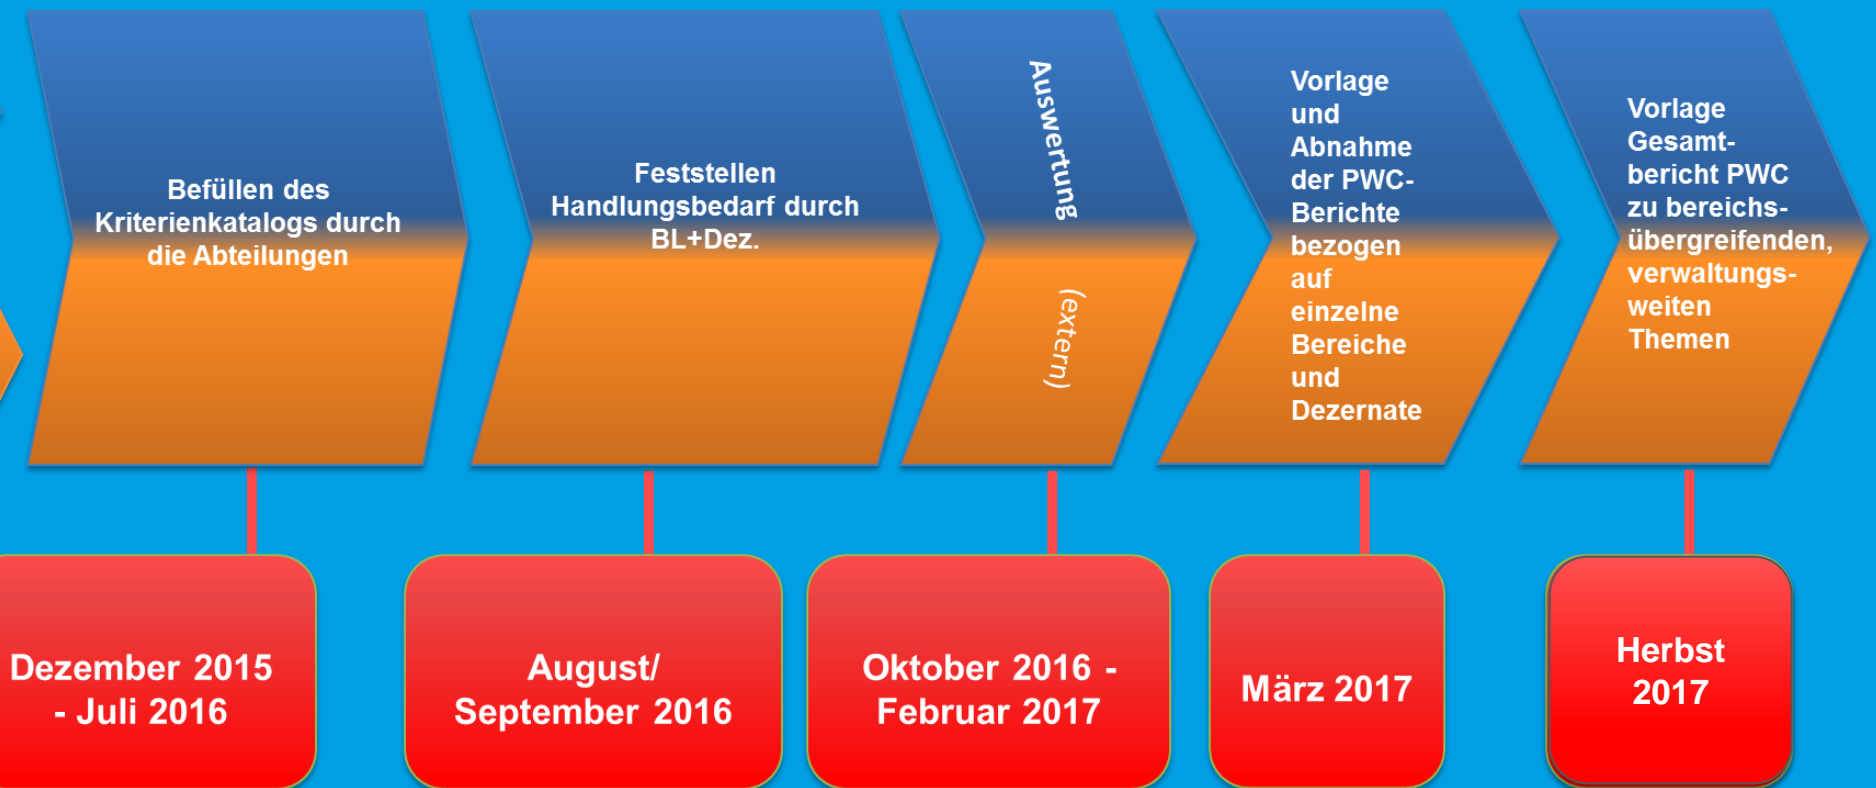 Befüllen des
Kriterienkatalogs durch
die Abteilungen
Feststellen
Handlungsbedarf durch
BL+Dez.
Auswertung
(extern)
Vorlage
und
Abnahme
der PWC-
Berichte
bezogen
auf
einzelne
Bereiche
und
Dezernate
Vorlage
Gesamt-
bericht PWC
zu bereichs-
übergreifenden,
verwaltungs-
weiten
Themen
Dezember 2015
- Juli 2016
August/
September 2016
Oktober 2016 -
Februar 2017
März 2017
Herbst
2017